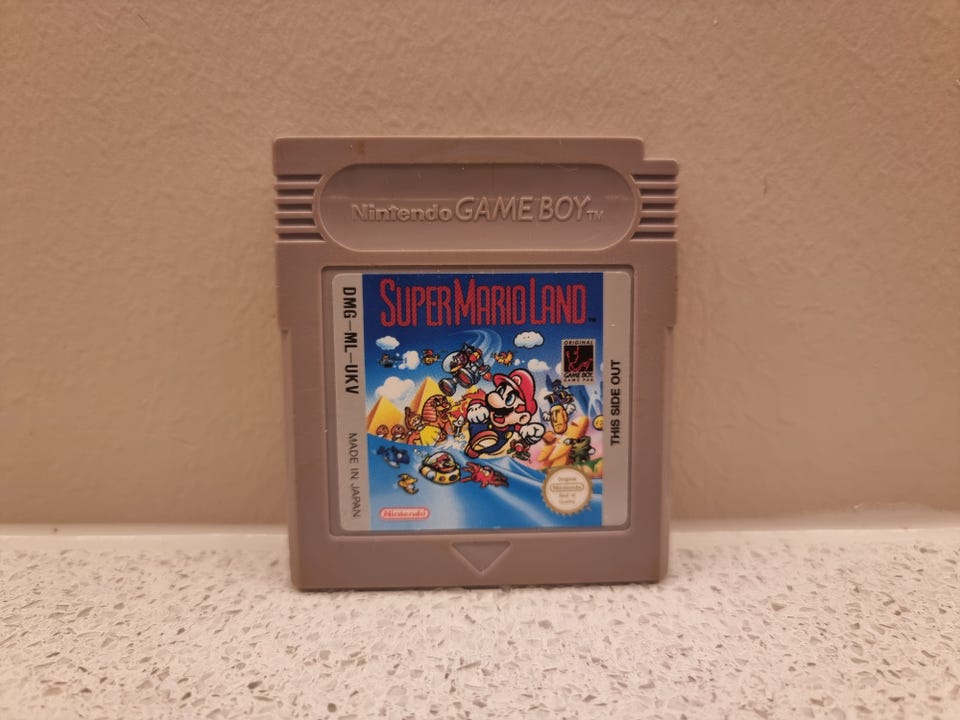 Nintendo GAME BOY TM
DMG-ML-UKV
MADE IN JAPAN
SUPER MARIO LAND TM
ORIGINAL
GAME BOY
GAME PAK
THIS SIDE OUT
Original
Nintendo
Seal of
Quality
Nintendo